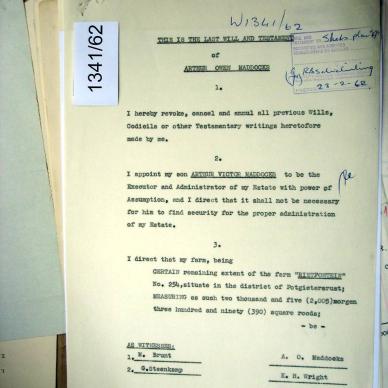 W1341/62
1341/62
THIS IS THE LAST WILL AND TESTAMENT
of
ARTHUR OWEN MADDOCKS
23-2-62
1.
I hereby revoke, cancel and annul all previous Wills,
Codicils or other Testamentary writings heretofore
made by me.
2.
I appoint my son ARTHUR VICTOR MADDOCKS to be the
Executor and Administrator of my Estate with power of
Assumption, and I direct that it shall not be necessary
for him to find security for the proper administration
of my Estate.
3.
I direct that my farm, being
CERTAIN remaining extent of the farm "RIETFONTEIN"
No. 254, situate in the district of Potgietersrust;
MEASURING as such two thousand and five (2,005)morgen
three hundred and ninety (390) square roods;
- be -
AS WITNESSES:
1. M. Brunt
A. O. Maddocks
2. G.Steenkamp
E. H. Wright